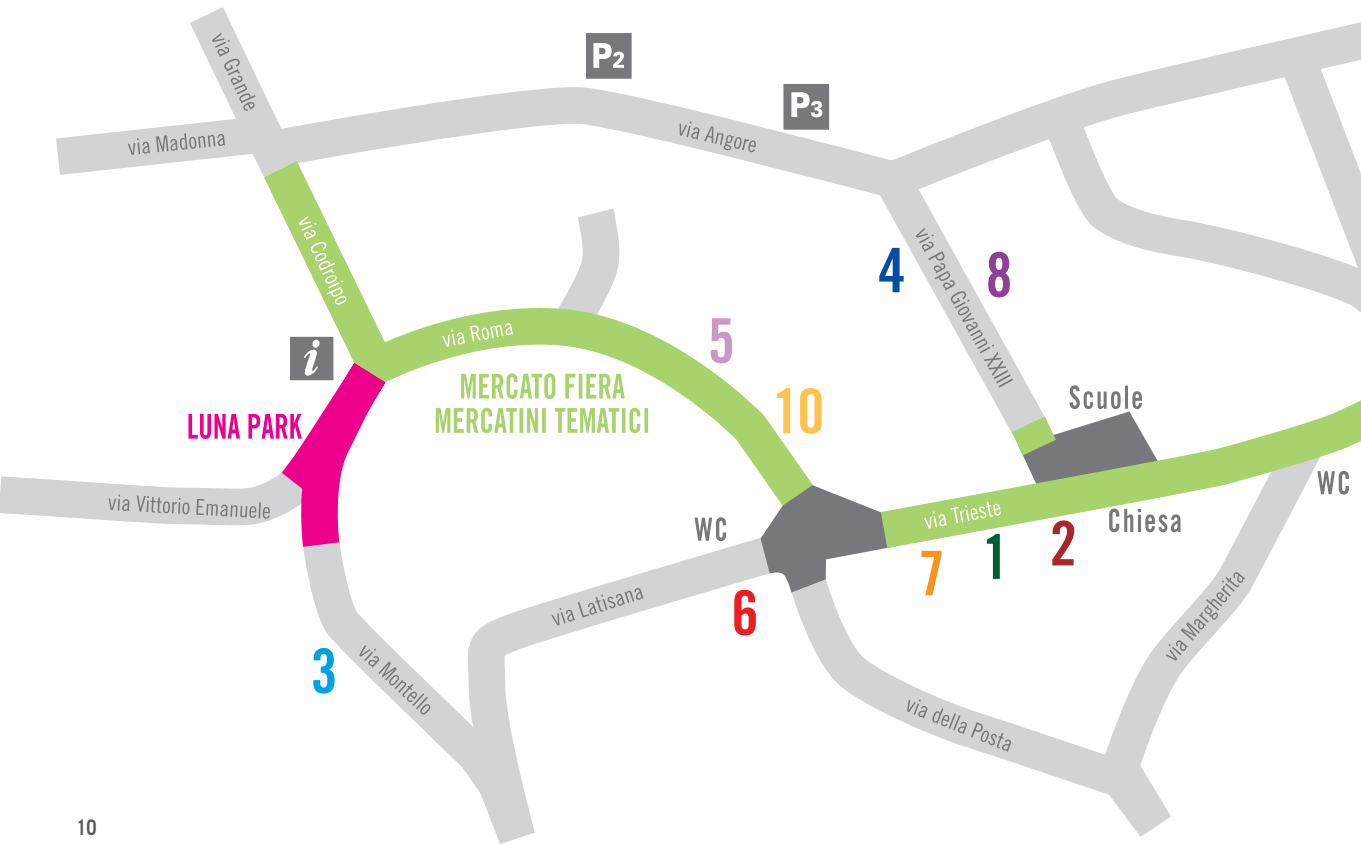 via Grande
P2
P3
via Madonna
via Angore
via Codroipo
via Papa Giovanni XXIII
4
8
via Roma
5
i
MERCATO FIERA
MERCATINI TEMATICI
LUNA PARK
10
Scuole
via Vittorio Emanuele
WC
via Trieste
Chiesa
WC
7
1
2
via Latisana
6
via Margherita
3
via Montello
via della Posta
10